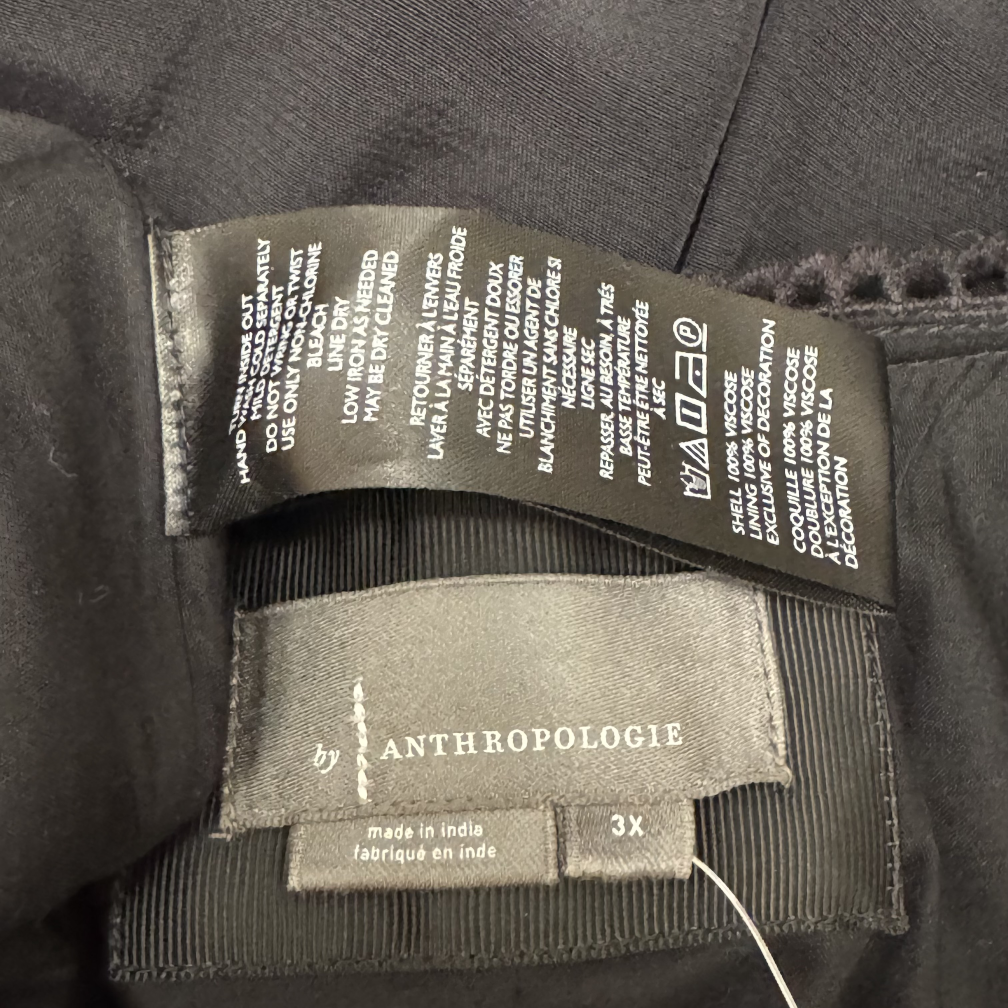 TURN INSIDE OUT
HAND WASH COLD SEPARATELY
MILD DETERGENT
DO NOT WRING OR TWIST
USE ONLY NON-CHLORINE
BLEACH
LINE DRY
LOW IRON AS NEEDED
MAY BE DRY CLEANED
RETOURNER À L'ENVERS
LAVER À LA MAIN À L'EAU FROIDE
SÉPARÉMENT
AVEC DÉTERGENT DOUX
NE PAS TORDRE OU ESSORER
UTILISER UN AGENT DE
BLANCHIMENT SANS CHLORE SI
NÉCESSAIRE
LIGNE SEC
REPASSER AU BESOIN À TRÈS
BASSE TEMPÉRATURE
PEUT-ÊTRE ÊTRE NETTOYÉE
À SEC
P
SHELL 100% VISCOSE
LINING 100% VISCOSE
EXCLUSIVE OF DECORATION
COQUILLE 100% VISCOSE
DOUBLURE 100% VISCOSE
À L'EXCEPTION DE LA
DÉCORATION
by ANTHROPOLOGIE
made in india
fabriqué en inde
3X